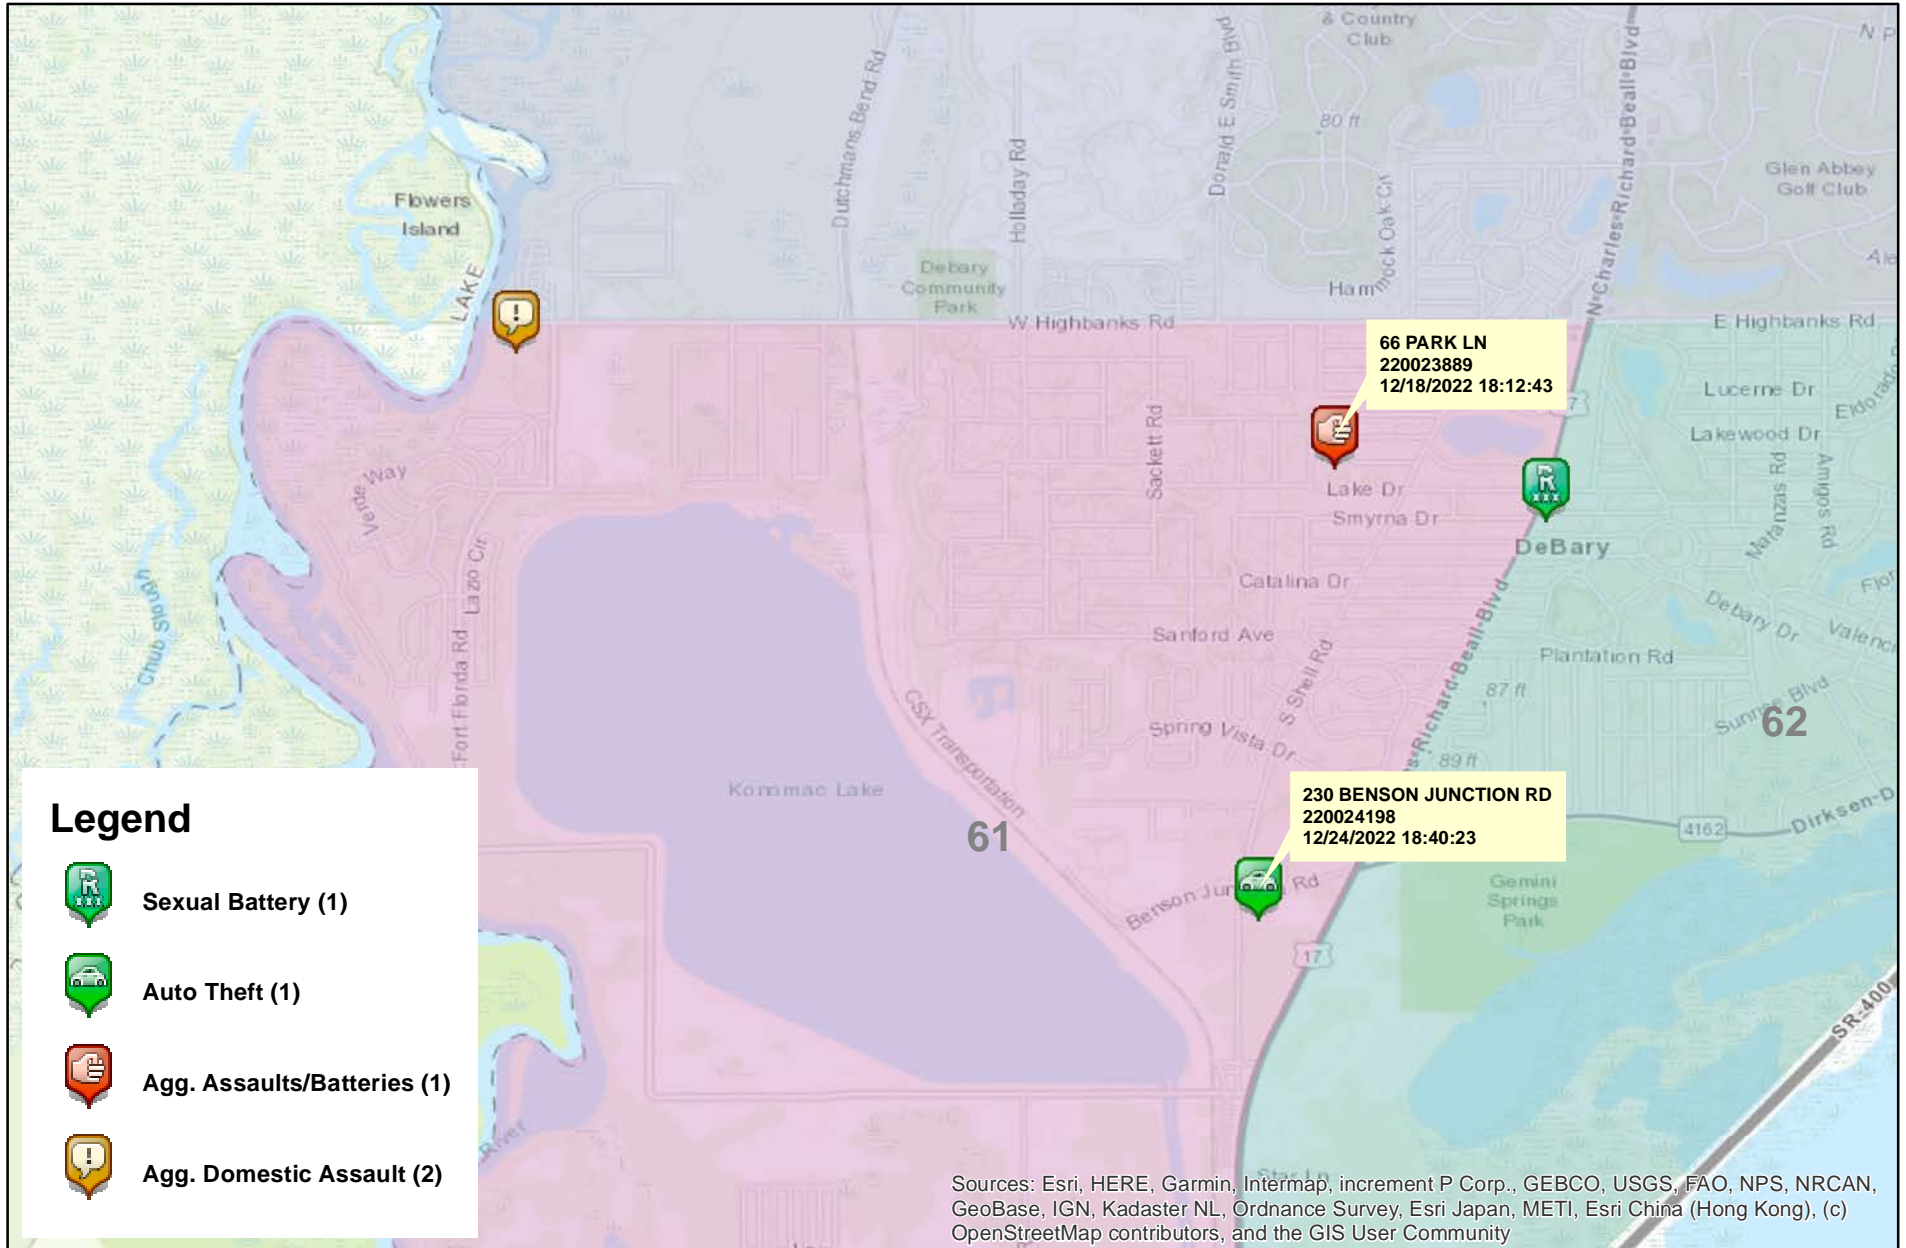 & Country
Club
N P
80 ft
Dutchmans Bend Rd
Holladay Rd
Donald E Smith Blvd
Hammock Oak Cir
N Charles Richard Beall Blvd
Glen Abbey
Golf Club
Flowers
Island
LAKE
Debary
Community
Park
W Highbanks Rd
E Highbanks Rd
66 PARK LN
220023889
12/18/2022 18:12:43
Lucerne Dr
Lakewood Dr
Eldorado
Matanzas Rd
Amigos Rd
Sackett Rd
Lake Dr
Smyrna Dr
Verde Way
DeBary
Lazo Cir
Catalina Dr
Chub Slough
Fort Florida Rd
Sanford Ave
Debary Dr
Plantation Rd
S Shell Rd
87 ft
62
CSX Transportation
Spring Vista Dr
89 ft
Konomac Lake
61
230 BENSON JUNCTION RD
220024198
12/24/2022 18:40:23
4162
Dirksen-D
Gemini
Springs
Park
17
SR-400
River
Star Ln
Legend
Sexual Battery (1)
Auto Theft (1)
Agg. Assaults/Batteries (1)
Agg. Domestic Assault (2)
Sources: Esri, HERE, Garmin, Intermap, increment P Corp., GEBCO, USGS, FAO, NPS, NRCAN,
GeoBase, IGN, Kadaster NL, Ordnance Survey, Esri Japan, METI, Esri China (Hong Kong), (c)
OpenStreetMap contributors, and the GIS User Community